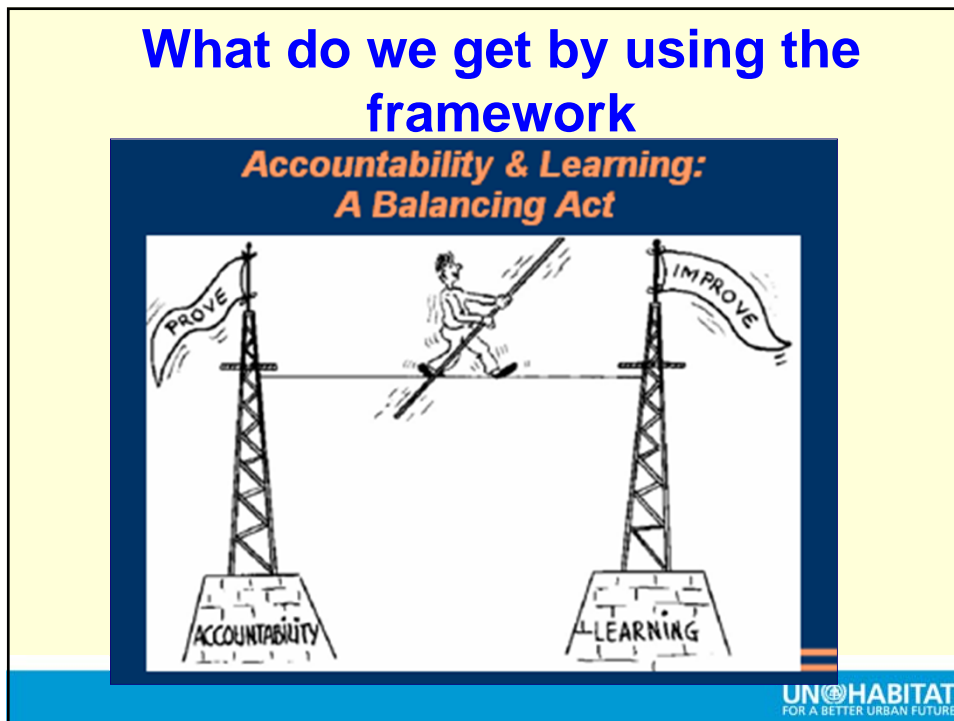 What do we get by using the
framework
Accountability & Learning:
A Balancing Act
PROVE
IMPROVE
ACCOUNTABILITY
LEARNING
UN HABITAT
FOR A BETTER URBAN FUTURE